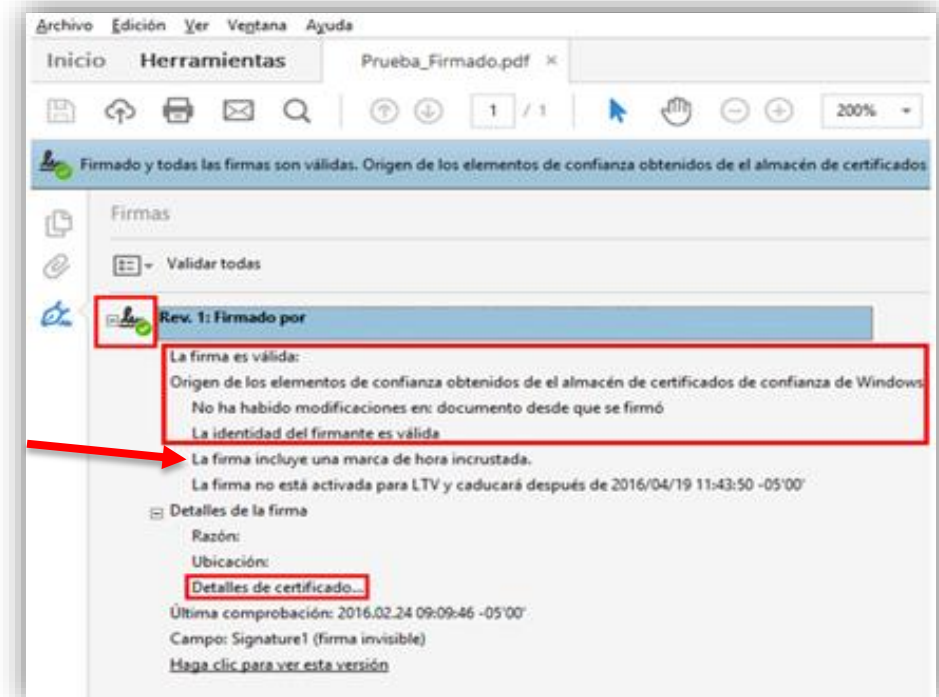 Archivo Edición Ver Ventana Ayuda
Inicio Herramientas Prueba_Firmado.pdf ×
1 / 1 200%
Firmado y todas las firmas son válidas. Origen de los elementos de confianza obtenidos de el almacén de certificados
Firmas
Validar todas
Rev. 1: Firmado por
La firma es válida:
Origen de los elementos de confianza obtenidos de el almacén de certificados de confianza de Windows
No ha habido modificaciones en: documento desde que se firmó
La identidad del firmante es válida
La firma incluye una marca de hora incrustada.
La firma no está activada para LTV y caducará después de 2016/04/19 11:43:50 -05'00'
Detalles de la firma
Razón:
Ubicación:
Detalles de certificado...
Última comprobación: 2016.02.24 09:09:46 -05'00'
Campo: Signature1 (firma invisible)
Haga clic para ver esta versión